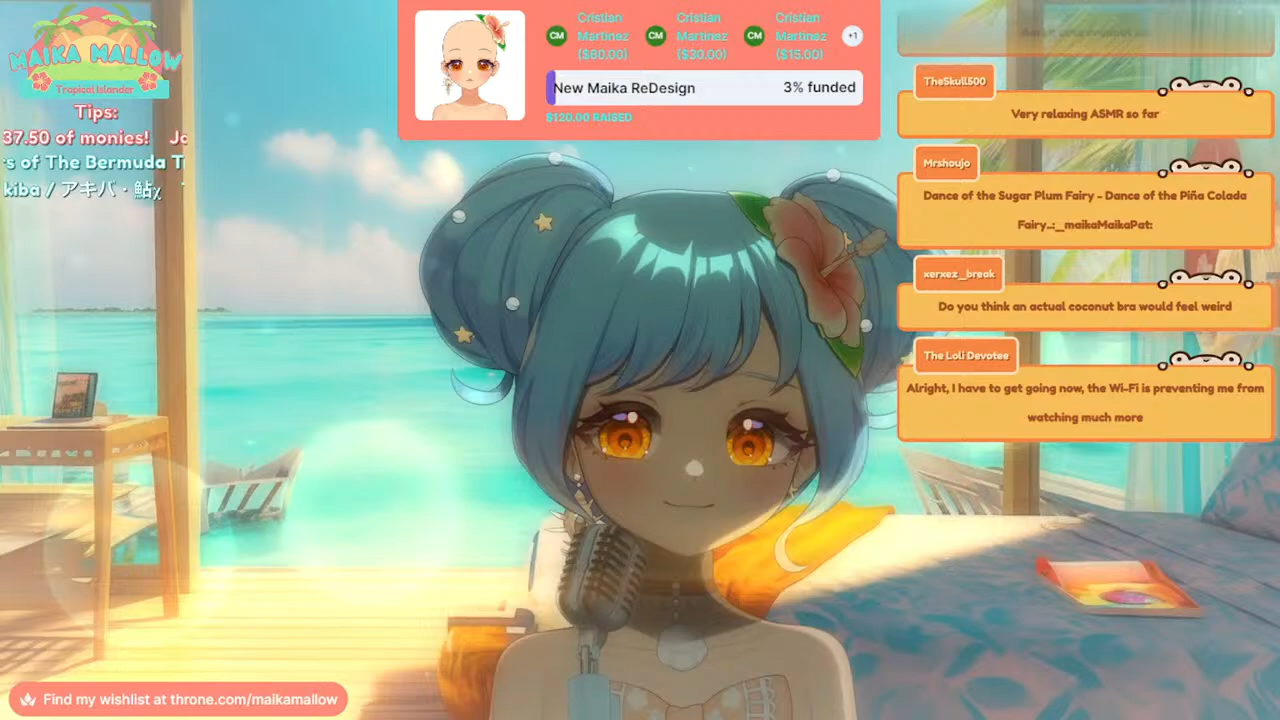 MAIKA MALLOW
Tropical Islander
Tips:
37.50 of monies! Jo
s of The Bermuda T
kiba / アキバ・鮎
CM
Cristian
Martinez
($60.00)
CM
Cristian
Martinez
($30.00)
CM
Cristian
Martinez
($15.00)
+1
New Maika ReDesign
3% funded
$120.00 RAISED
TheSkull500
Very relaxing ASMR so far
Mrshoujo
Dance of the Sugar Plum Fairy - Dance of the Piña Colada
Fairy..:_maikaMaikaPat:
xerxez_break
Do you think an actual coconut bra would feel weird
The Loli Devotee
Alright, I have to get going now, the Wi-Fi is preventing me from
watching much more
Find my wishlist at throne.com/maikamallow